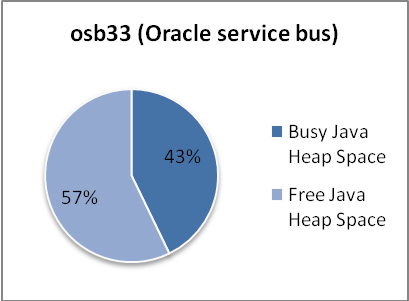 osb33 (Oracle service bus)
43%
57%
Busy Java
Heap Space
Free Java
Heap Space